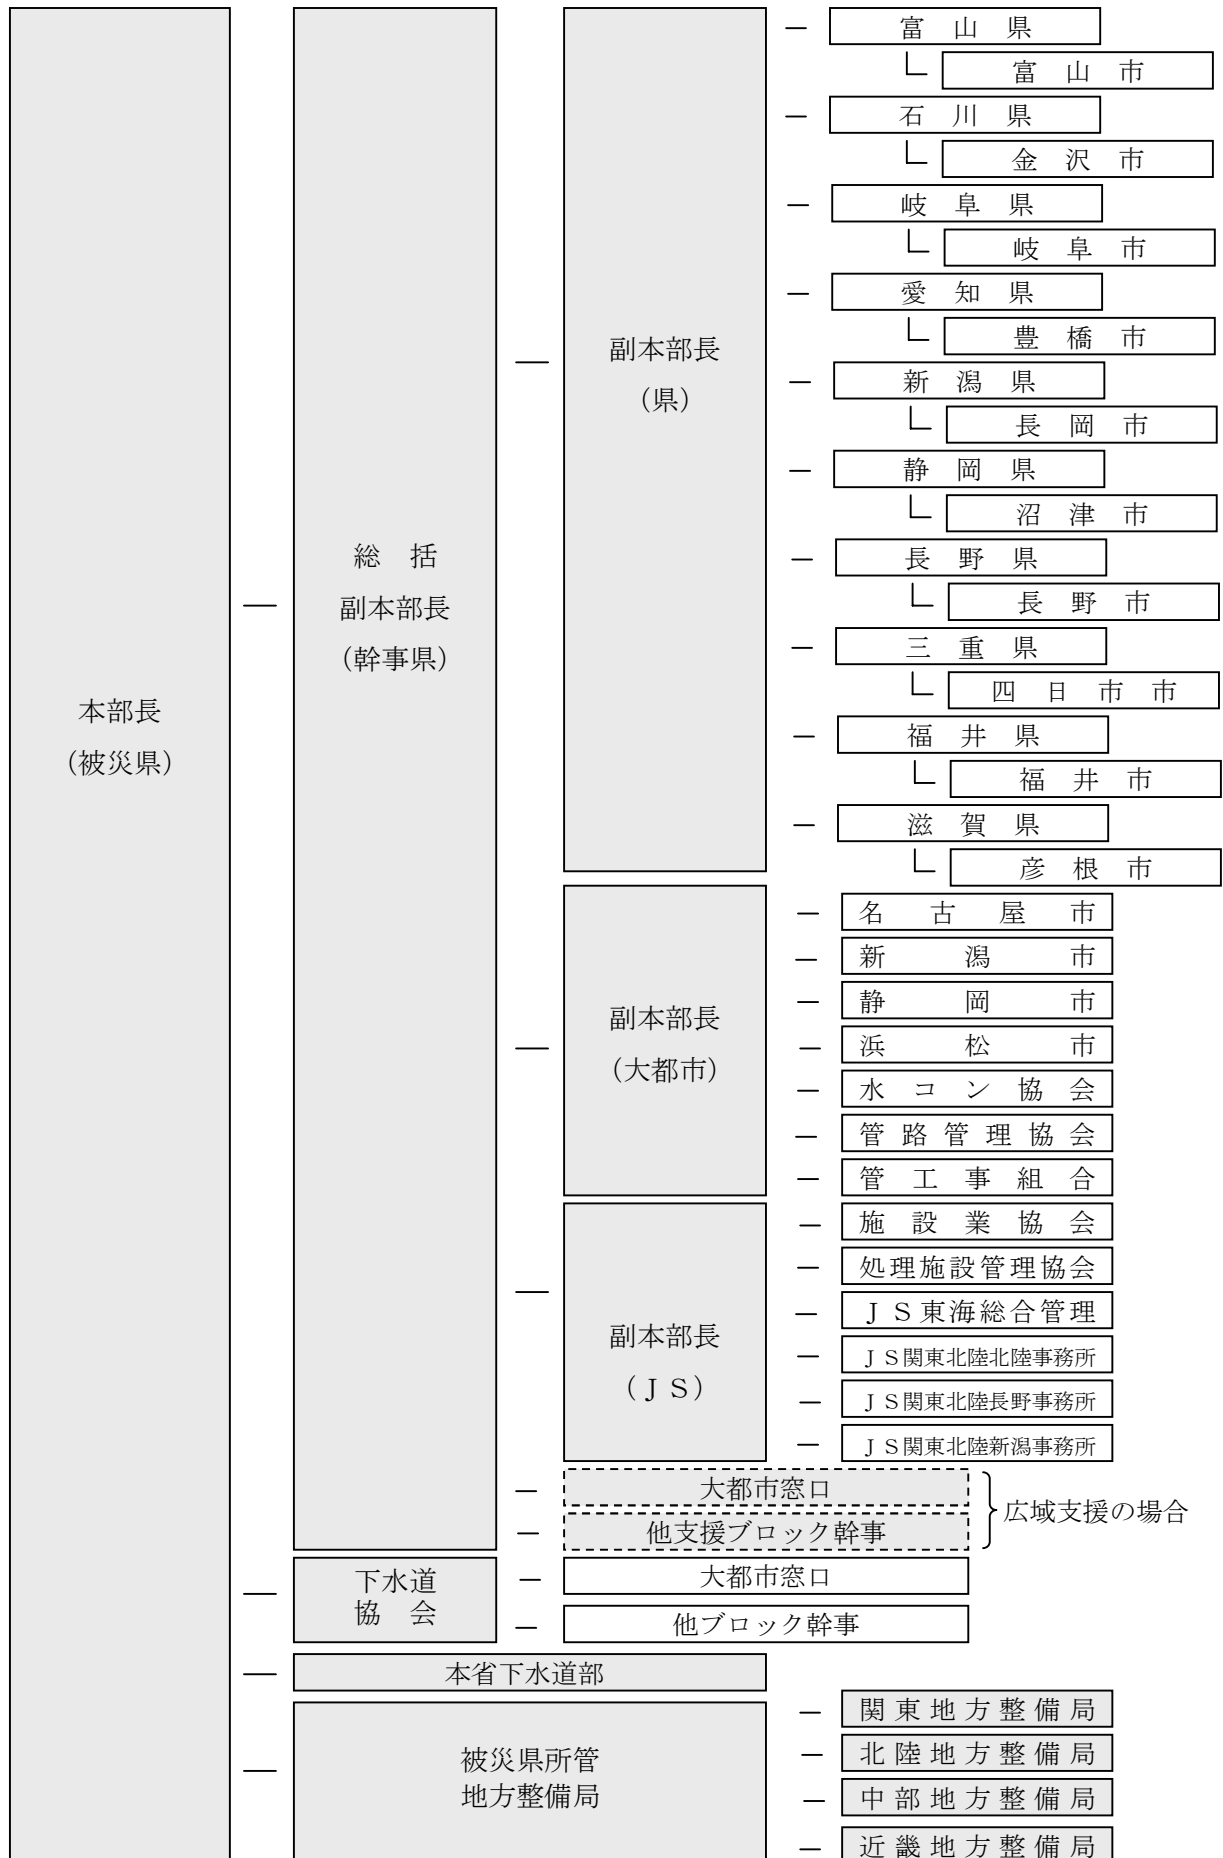 本部長
（被災県）
総　括
副本部長
（幹事県）
副本部長
（県）
富　山　県
富　山　市
石　川　県
金　沢　市
岐　阜　県
岐　阜　市
愛　知　県
豊　橋　市
新　潟　県
長　岡　市
静　岡　県
沼　津　市
長　野　県
長　野　市
三　重　県
四　日　市　市
福　井　県
福　井　市
滋　賀　県
彦　根　市
副本部長
（大都市）
名　古　屋　市
新　潟　市
静　岡　市
浜　松　市
水　コ　ン　協　会
管　路　管　理　協　会
管　工　事　組　合
副本部長
（ＪＳ）
施　設　業　協　会
処理施設管理協会
ＪＳ東海総合管理
ＪＳ関東北陸北陸事務所
ＪＳ関東北陸長野事務所
ＪＳ関東北陸新潟事務所
大都市窓口
他支援ブロック幹事
広域支援の場合
下水道
協　会
大都市窓口
他ブロック幹事
本省下水道部
被災県所管
地方整備局
関東地方整備局
北陸地方整備局
中部地方整備局
近畿地方整備局